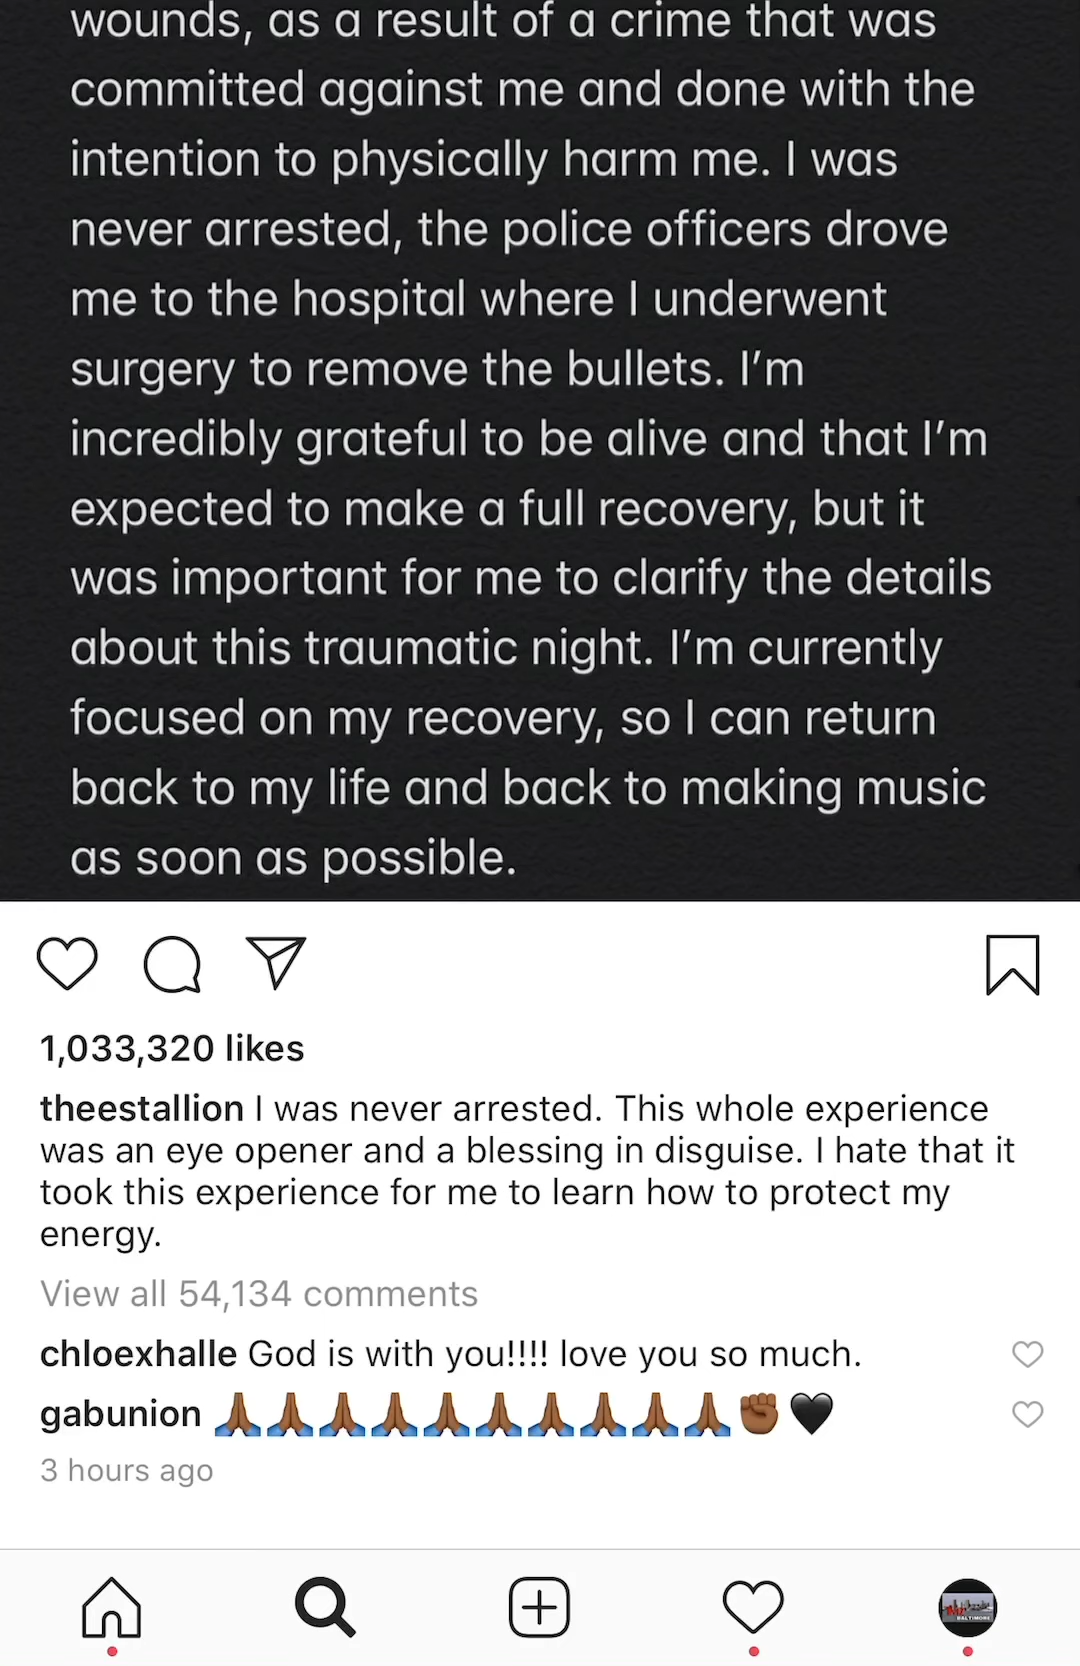 wounds, as a result of a crime that was
committed against me and done with the
intention to physically harm me. I was
never arrested, the police officers drove
me to the hospital where I underwent
surgery to remove the bullets. I’m
incredibly grateful to be alive and that I’m
expected to make a full recovery, but it
was important for me to clarify the details
about this traumatic night. I’m currently
focused on my recovery, so I can return
back to my life and back to making music
as soon as possible.
1,033,320 likes
theestallion I was never arrested. This whole experience
was an eye opener and a blessing in disguise. I hate that it
took this experience for me to learn how to protect my
energy.
View all 54,134 comments
chloexhalle God is with you!!!! love you so much.
gabunion 🙏🏾🙏🏾🙏🏾🙏🏾🙏🏾🙏🏾🙏🏾🙏🏾🙏🏾🙏🏾✊🏾🖤
3 hours ago
BALTIMORE